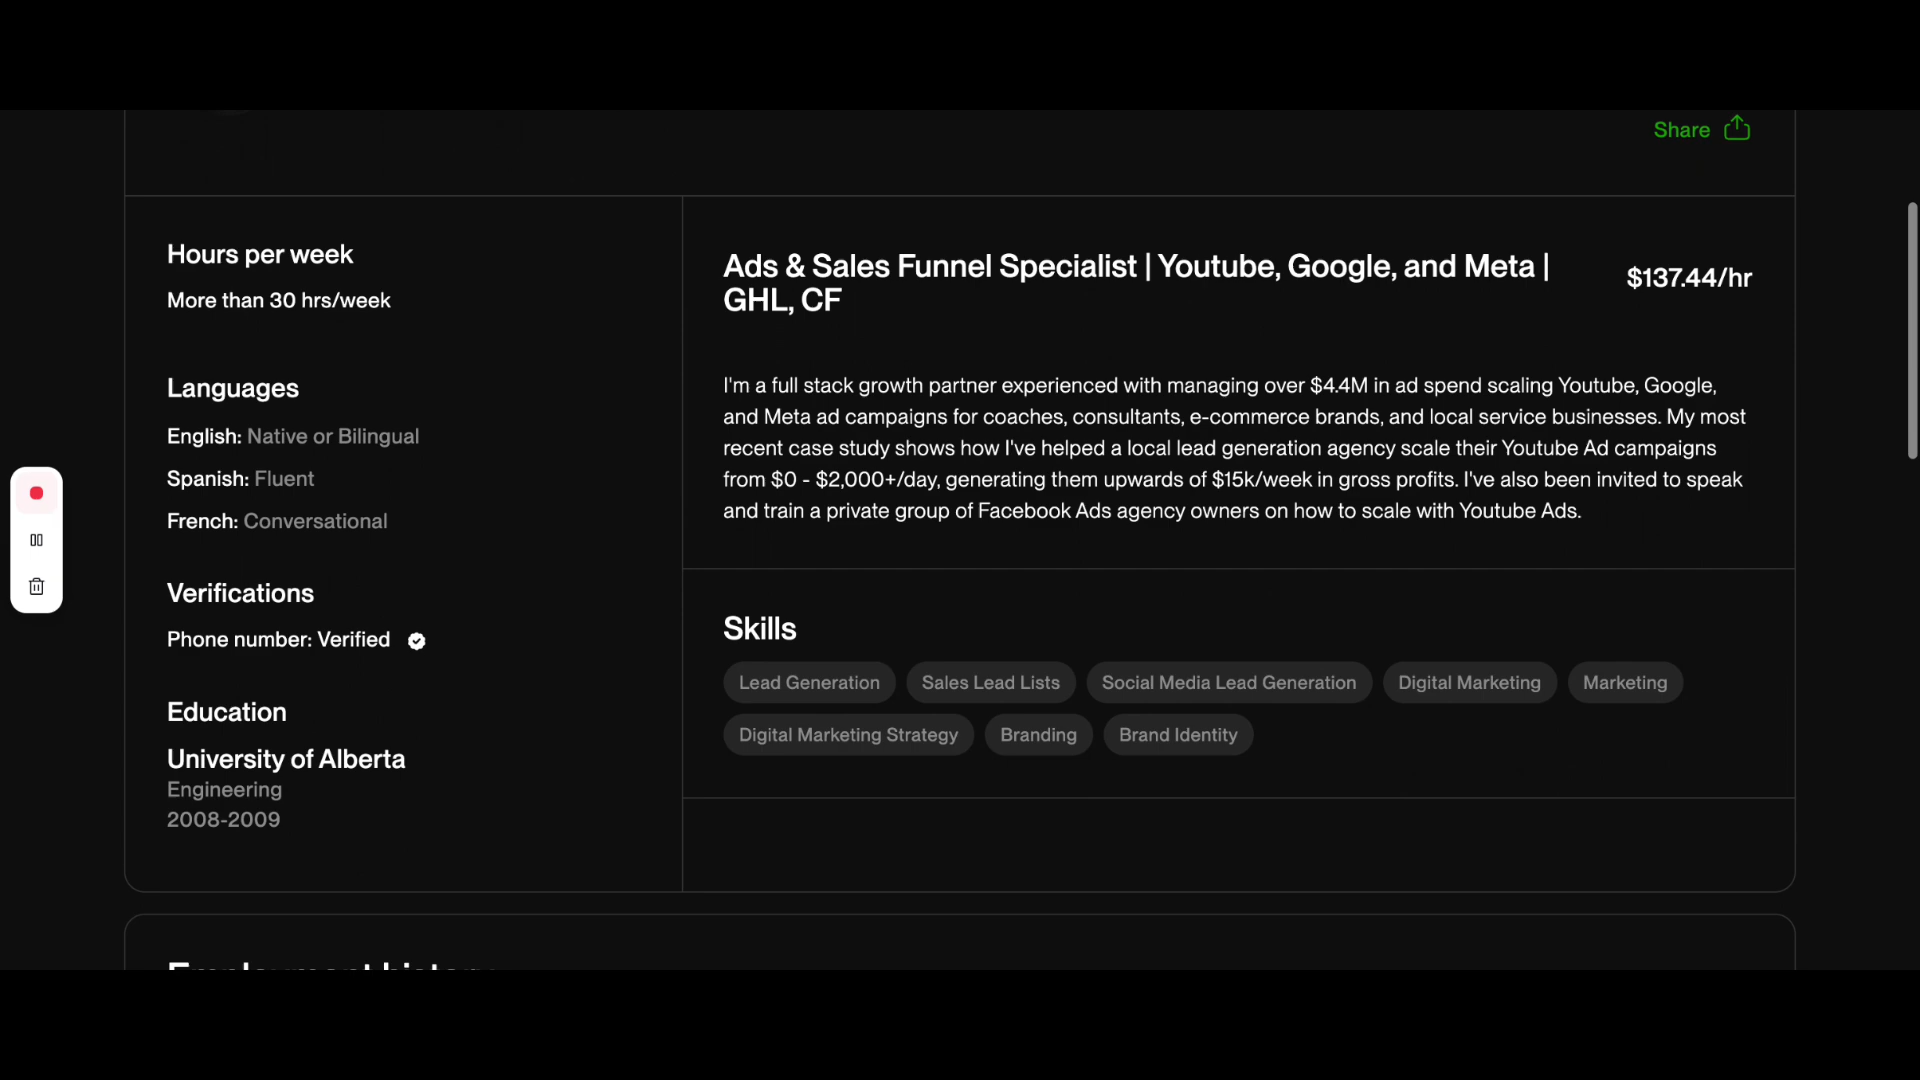 Share
Hours per week
More than 30 hrs/week
Languages
English: Native or Bilingual
Spanish: Fluent
French: Conversational
Verifications
Phone number: Verified
Education
University of Alberta
Engineering
2008-2009
Ads & Sales Funnel Specialist | Youtube, Google, and Meta |
GHL, CF
$137.44/hr
I'm a full stack growth partner experienced with managing over $4.4M in ad spend scaling Youtube, Google,
and Meta ad campaigns for coaches, consultants, e-commerce brands, and local service businesses. My most
recent case study shows how I've helped a local lead generation agency scale their Youtube Ad campaigns
from $0 - $2,000+/day, generating them upwards of $15k/week in gross profits. I've also been invited to speak
and train a private group of Facebook Ads agency owners on how to scale with Youtube Ads.
Skills
Lead Generation
Sales Lead Lists
Social Media Lead Generation
Digital Marketing
Marketing
Digital Marketing Strategy
Branding
Brand Identity
Employment history